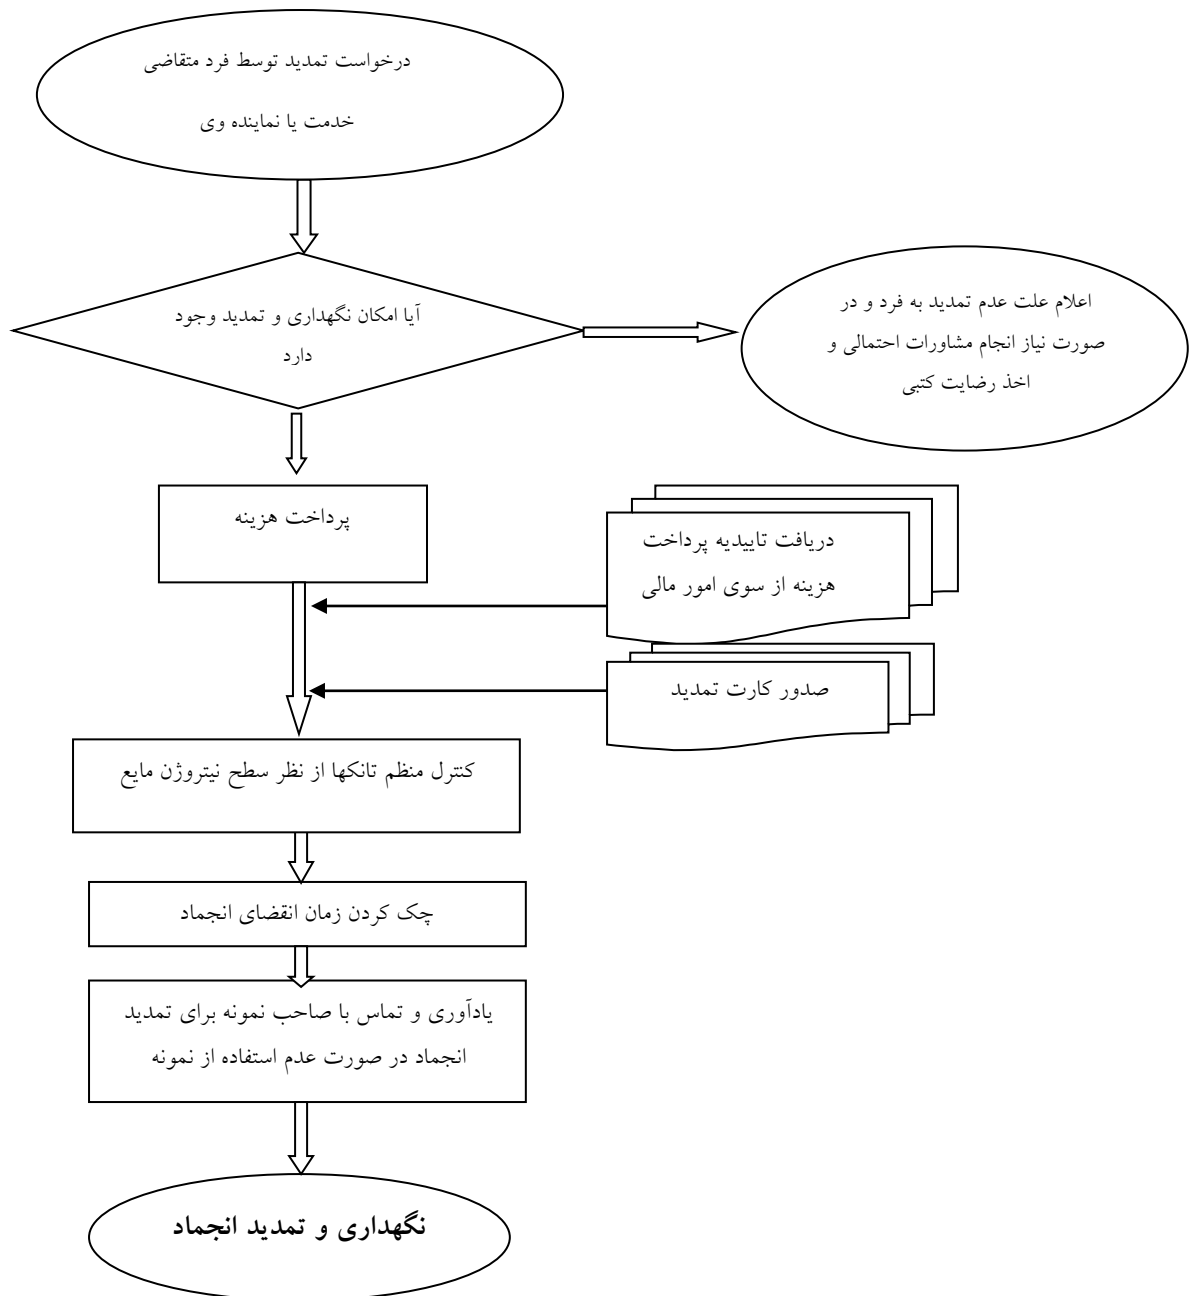 درخواست تمدید توسط فرد متقاضی
خدمت یا نماینده وی
آیا امکان نگهداری و تمدید وجود
دارد
اعلام علت عدم تمدید به فرد و در
صورت نیاز انجام مشاورات احتمالی و
اخذ رضایت کتبی
پرداخت هزینه
دریافت تاییدیه پرداخت
هزینه از سوی امور مالی
صدور کارت تمدید
کنترل منظم تانکها از نظر سطح نیتروژن مایع
چک کردن زمان انقضای انجماد
یادآوری و تماس با صاحب نمونه برای تمدید
انجماد در صورت عدم استفاده از نمونه
نگهداری و تمدید انجماد